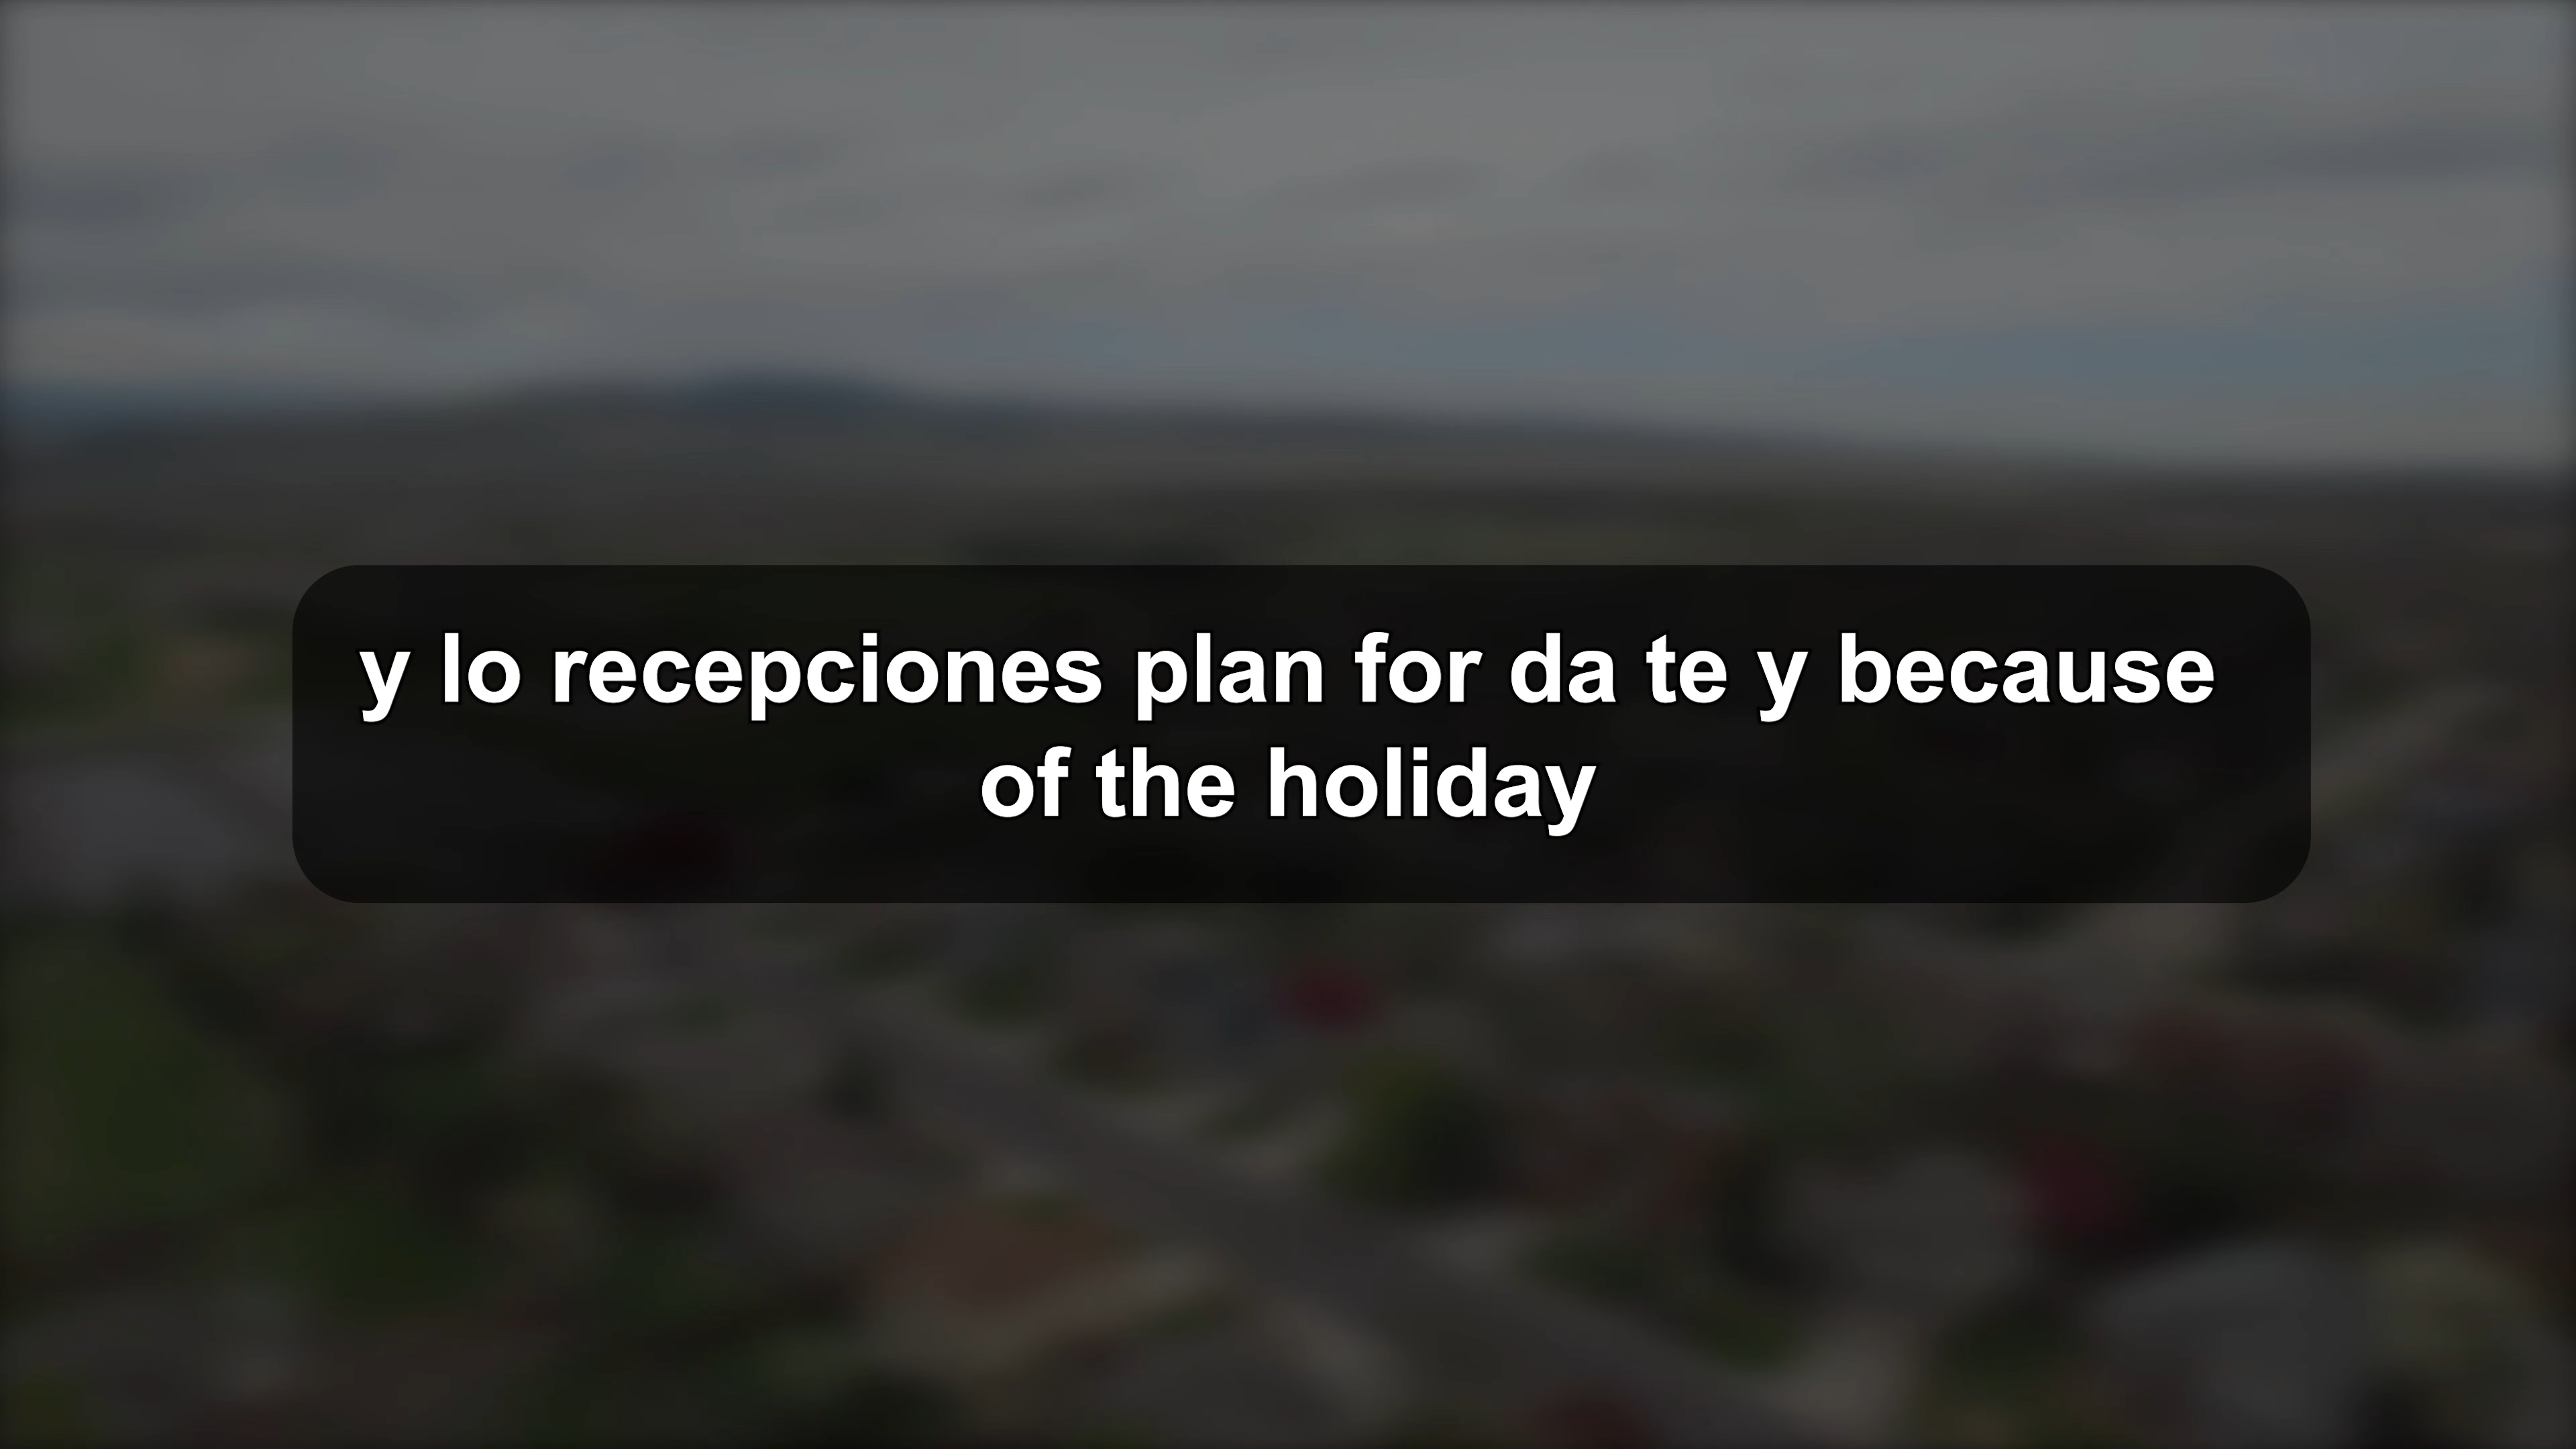 y lo recepciones plan for da te y because
of the holiday